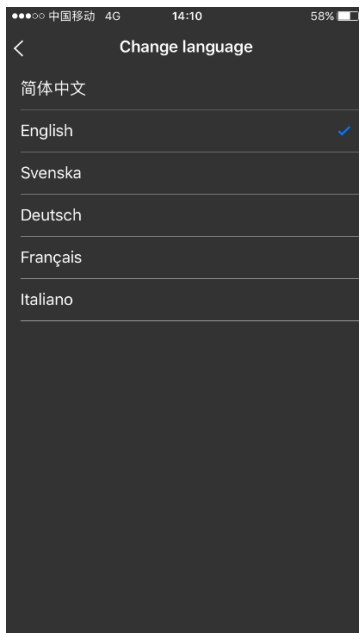 中国移动 4G 14:10 58%
Change language
简体中文
English
Svenska
Deutsch
Français
Italiano